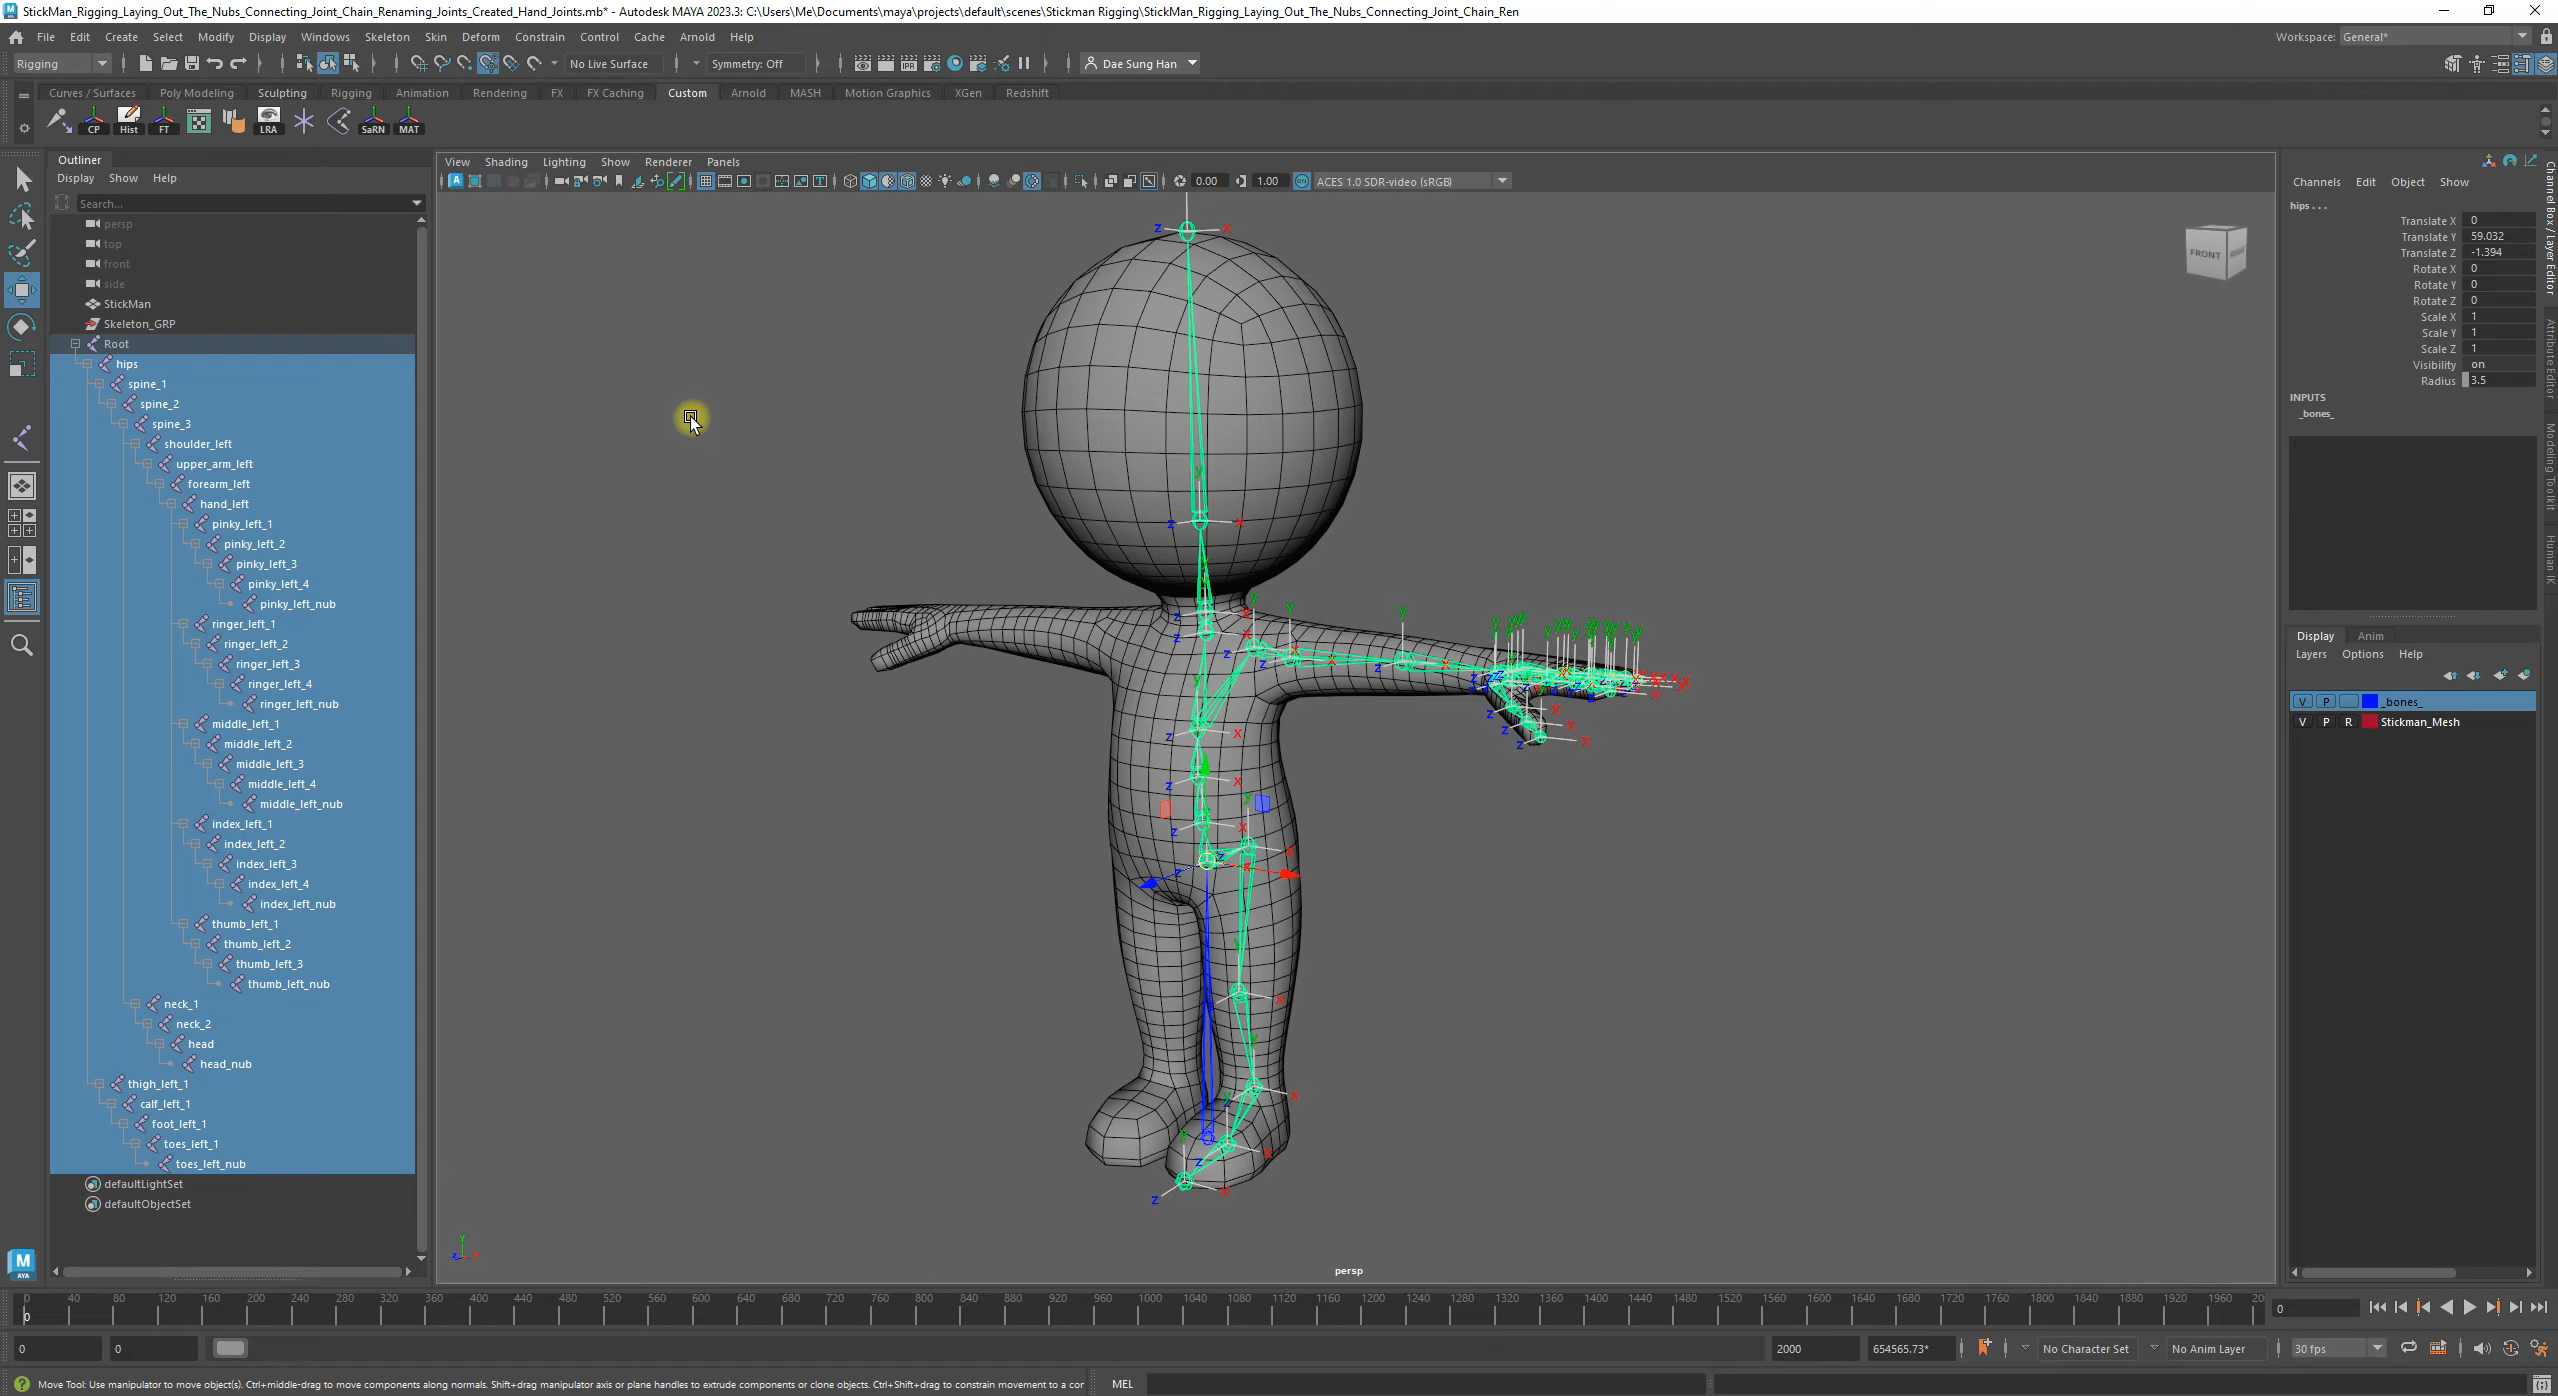 StickMan_Rigging_Laying_Out_The_Nubs_Connecting_Joint_Chain_Renaming_Joints_Created_Hand_Joints.mb* - Autodesk MAYA 2023.3: C:\Users\Me\Documents\maya\projects\default\scenes\Stickman Rigging\StickMan_Rigging_Laying_Out_The_Nubs_Connecting_Joint_Chain_Ren
File Edit Create Select Modify Display Windows Skeleton Skin Deform Constrain Control Cache Arnold Help
Workspace: General*
Rigging No Live Surface Symmetry: Off IPR Dae Sung Han
Curves / Surfaces Poly Modeling Sculpting Rigging Animation Rendering FX FX Caching Custom Arnold MASH Motion Graphics XGen Redshift
CP Hist FT LRA SaRN MAT
Outliner
Display Show Help
Search...
persp
top
front
side
StickMan
Skeleton_GRP
Root
hips
spine_1
spine_2
spine_3
shoulder_left
upper_arm_left
forearm_left
hand_left
pinky_left_1
pinky_left_2
pinky_left_3
pinky_left_4
pinky_left_nub
ringer_left_1
ringer_left_2
ringer_left_3
ringer_left_4
ringer_left_nub
middle_left_1
middle_left_2
middle_left_3
middle_left_4
middle_left_nub
index_left_1
index_left_2
index_left_3
index_left_4
index_left_nub
thumb_left_1
thumb_left_2
thumb_left_3
thumb_left_nub
neck_1
neck_2
head
head_nub
thigh_left_1
calf_left_1
foot_left_1
toes_left_1
toes_left_nub
defaultLightSet
defaultObjectSet
View Shading Lighting Show Renderer Panels
0.00 1.00 ACES 1.0 SDR-video (sRGB)
FRONT
persp
Channels Edit Object Show
hips . . .
Translate X 0
Translate Y 59.032
Translate Z -1.394
Rotate X 0
Rotate Y 0
Rotate Z 0
Scale X 1
Scale Y 1
Scale Z 1
Visibility on
Radius 3.5
INPUTS
_bones_
Channel Box / Layer Editor
Attribute Editor
Modeling Toolkit
Human IK
Display Anim
Layers Options Help
V P _bones_
V P R Stickman_Mesh
0 40 80 120 160 200 240 280 320 360 400 440 480 520 560 600 640 680 720 760 800 840 880 920 960 1000 1040 1080 1120 1160 1200 1240 1280 1320 1360 1400 1440 1480 1520 1560 1600 1640 1680 1720 1760 1800 1840 1880 1920 1960 20
0
0
0 0 2000 654565.73* No Character Set No Anim Layer 30 fps
Move Tool: Use manipulator to move object(s). Ctrl+middle-drag to move components along normals. Shift+drag manipulator axis or plane handles to extrude components or clone objects. Ctrl+Shift+drag to constrain movement to a cor
MEL
M
AYA